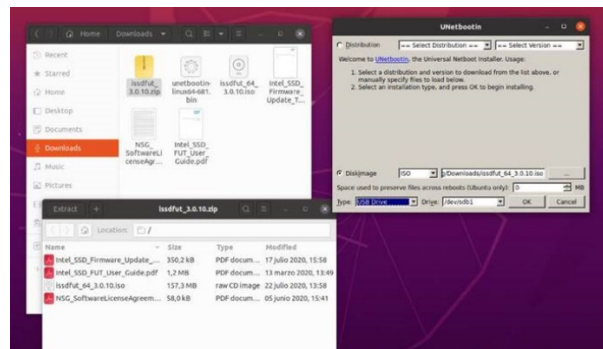 Home Downloads
Recent
Starred
Home
Desktop
Documents
Downloads
Music
Pictures
issdfut_
3.0.10.zip
unetbootin-
linux64-681.
bin
issdfut_64_
3.0.10.iso
Intel_SSD_
Firmware_
Update_T...
NSG_
SoftwareLi
censeAgr...
Intel_SSD_
FUT_User_
Guide.pdf
UNetbootin
Distribution == Select Distribution == == Select Version ==
Welcome to UNetbootin, the Universal Netboot Installer. Usage:
1. Select a distribution and version to download from the list above, or
manually specify files to load below.
2. Select an installation type, and press OK to begin installing.
Diskimage ISO p/Downloads/issdfut_64_3.0.10.iso ...
Space used to preserve files across reboots (Ubuntu only): 0 MB
Type: USB Drive Drive: /dev/sdb1 OK Cancel
Extract + issdfut_3.0.10.zip
Location: /
Name Size Type Modified
Intel_SSD_Firmware_Update_... 350,2 kB PDF docum... 17 julio 2020, 15:58
Intel_SSD_FUT_User_Guide.pdf 1,2 MB PDF docum... 13 marzo 2020, 13:49
issdfut_64_3.0.10.iso 157,3 MB raw CD image 22 julio 2020, 13:58
NSG_SoftwareLicenseAgreem... 58,0 kB PDF docum... 05 junio 2020, 15:41